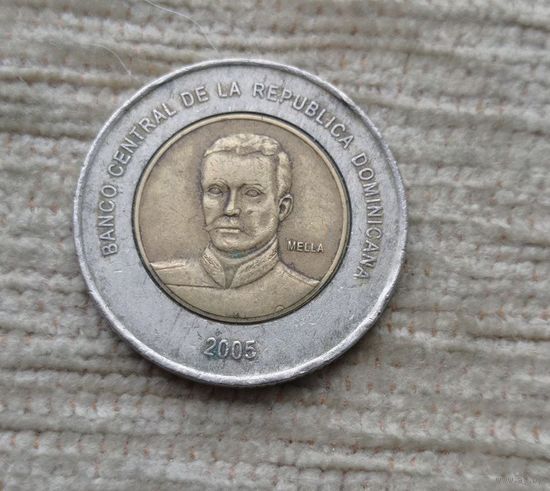 BANCO CENTRAL DE LA REPUBLICA DOMINICANA
MELLA
2005